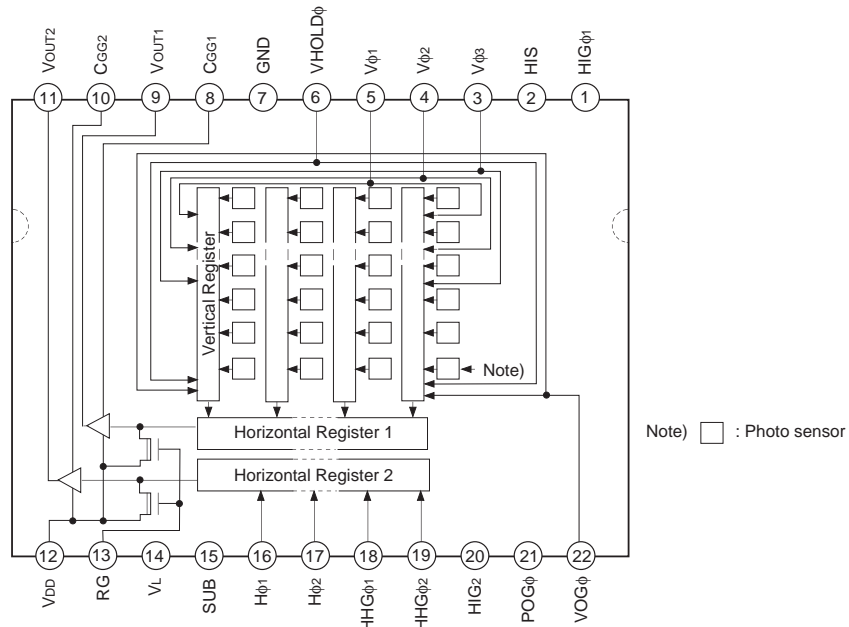 VOUT2
CGG2
VOUT1
CGG1
GND
VHOLDφ
Vφ1
Vφ2
Vφ3
HIS
HIGφ1
11
10
9
8
7
6
5
4
3
2
1
Vertical Register
Note)
Horizontal Register 1
Note) : Photo sensor
Horizontal Register 2
12
13
14
15
16
17
18
19
20
21
22
VDD
RG
VL
SUB
Hφ1
Hφ2
HHGφ1
HHGφ2
HIG2
POGφ
VOGφ